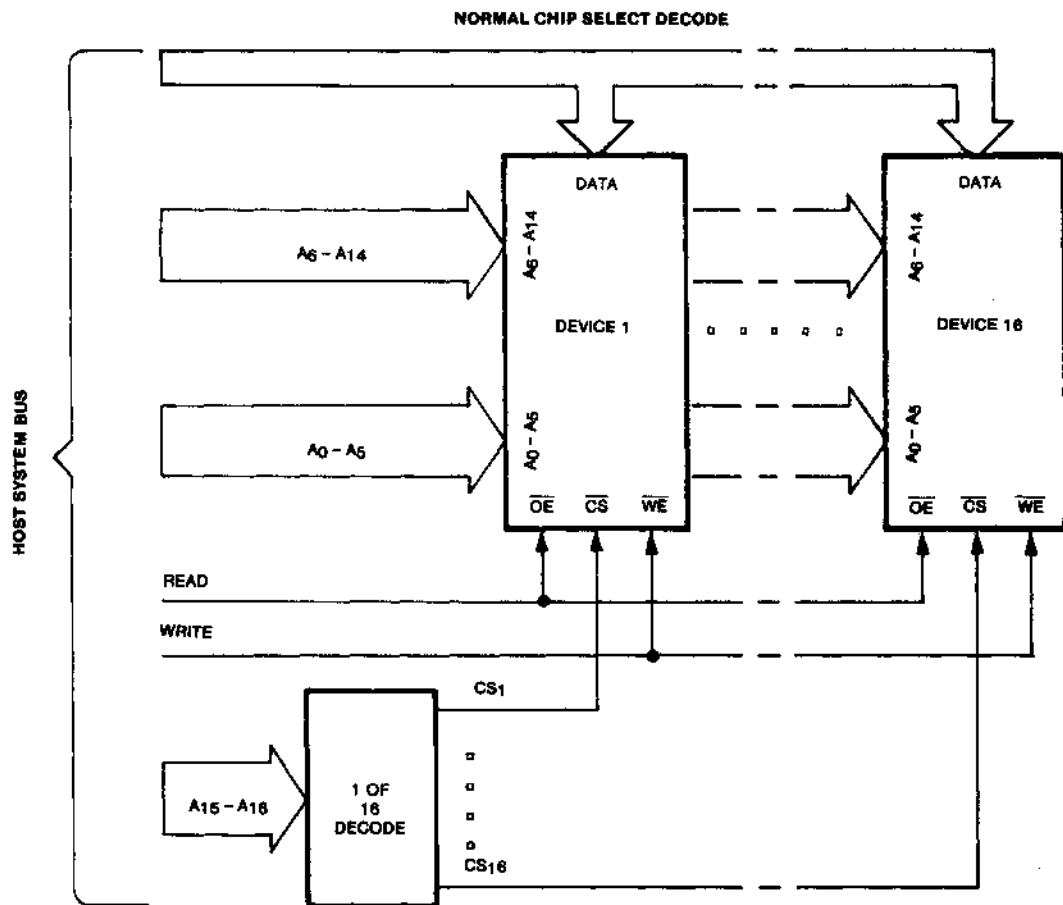 NORMAL CHIP SELECT DECODE
HOST SYSTEM BUS
DATA
DATA
A6 – A14
A6 – A14
A6 – A14
DEVICE 1
DEVICE 16
A0 – A5
A0 – A5
A0 – A5
OE CS WE
OE CS WE
READ
WRITE
CS1
A15 – A18
1 OF
16
DECODE
CS16